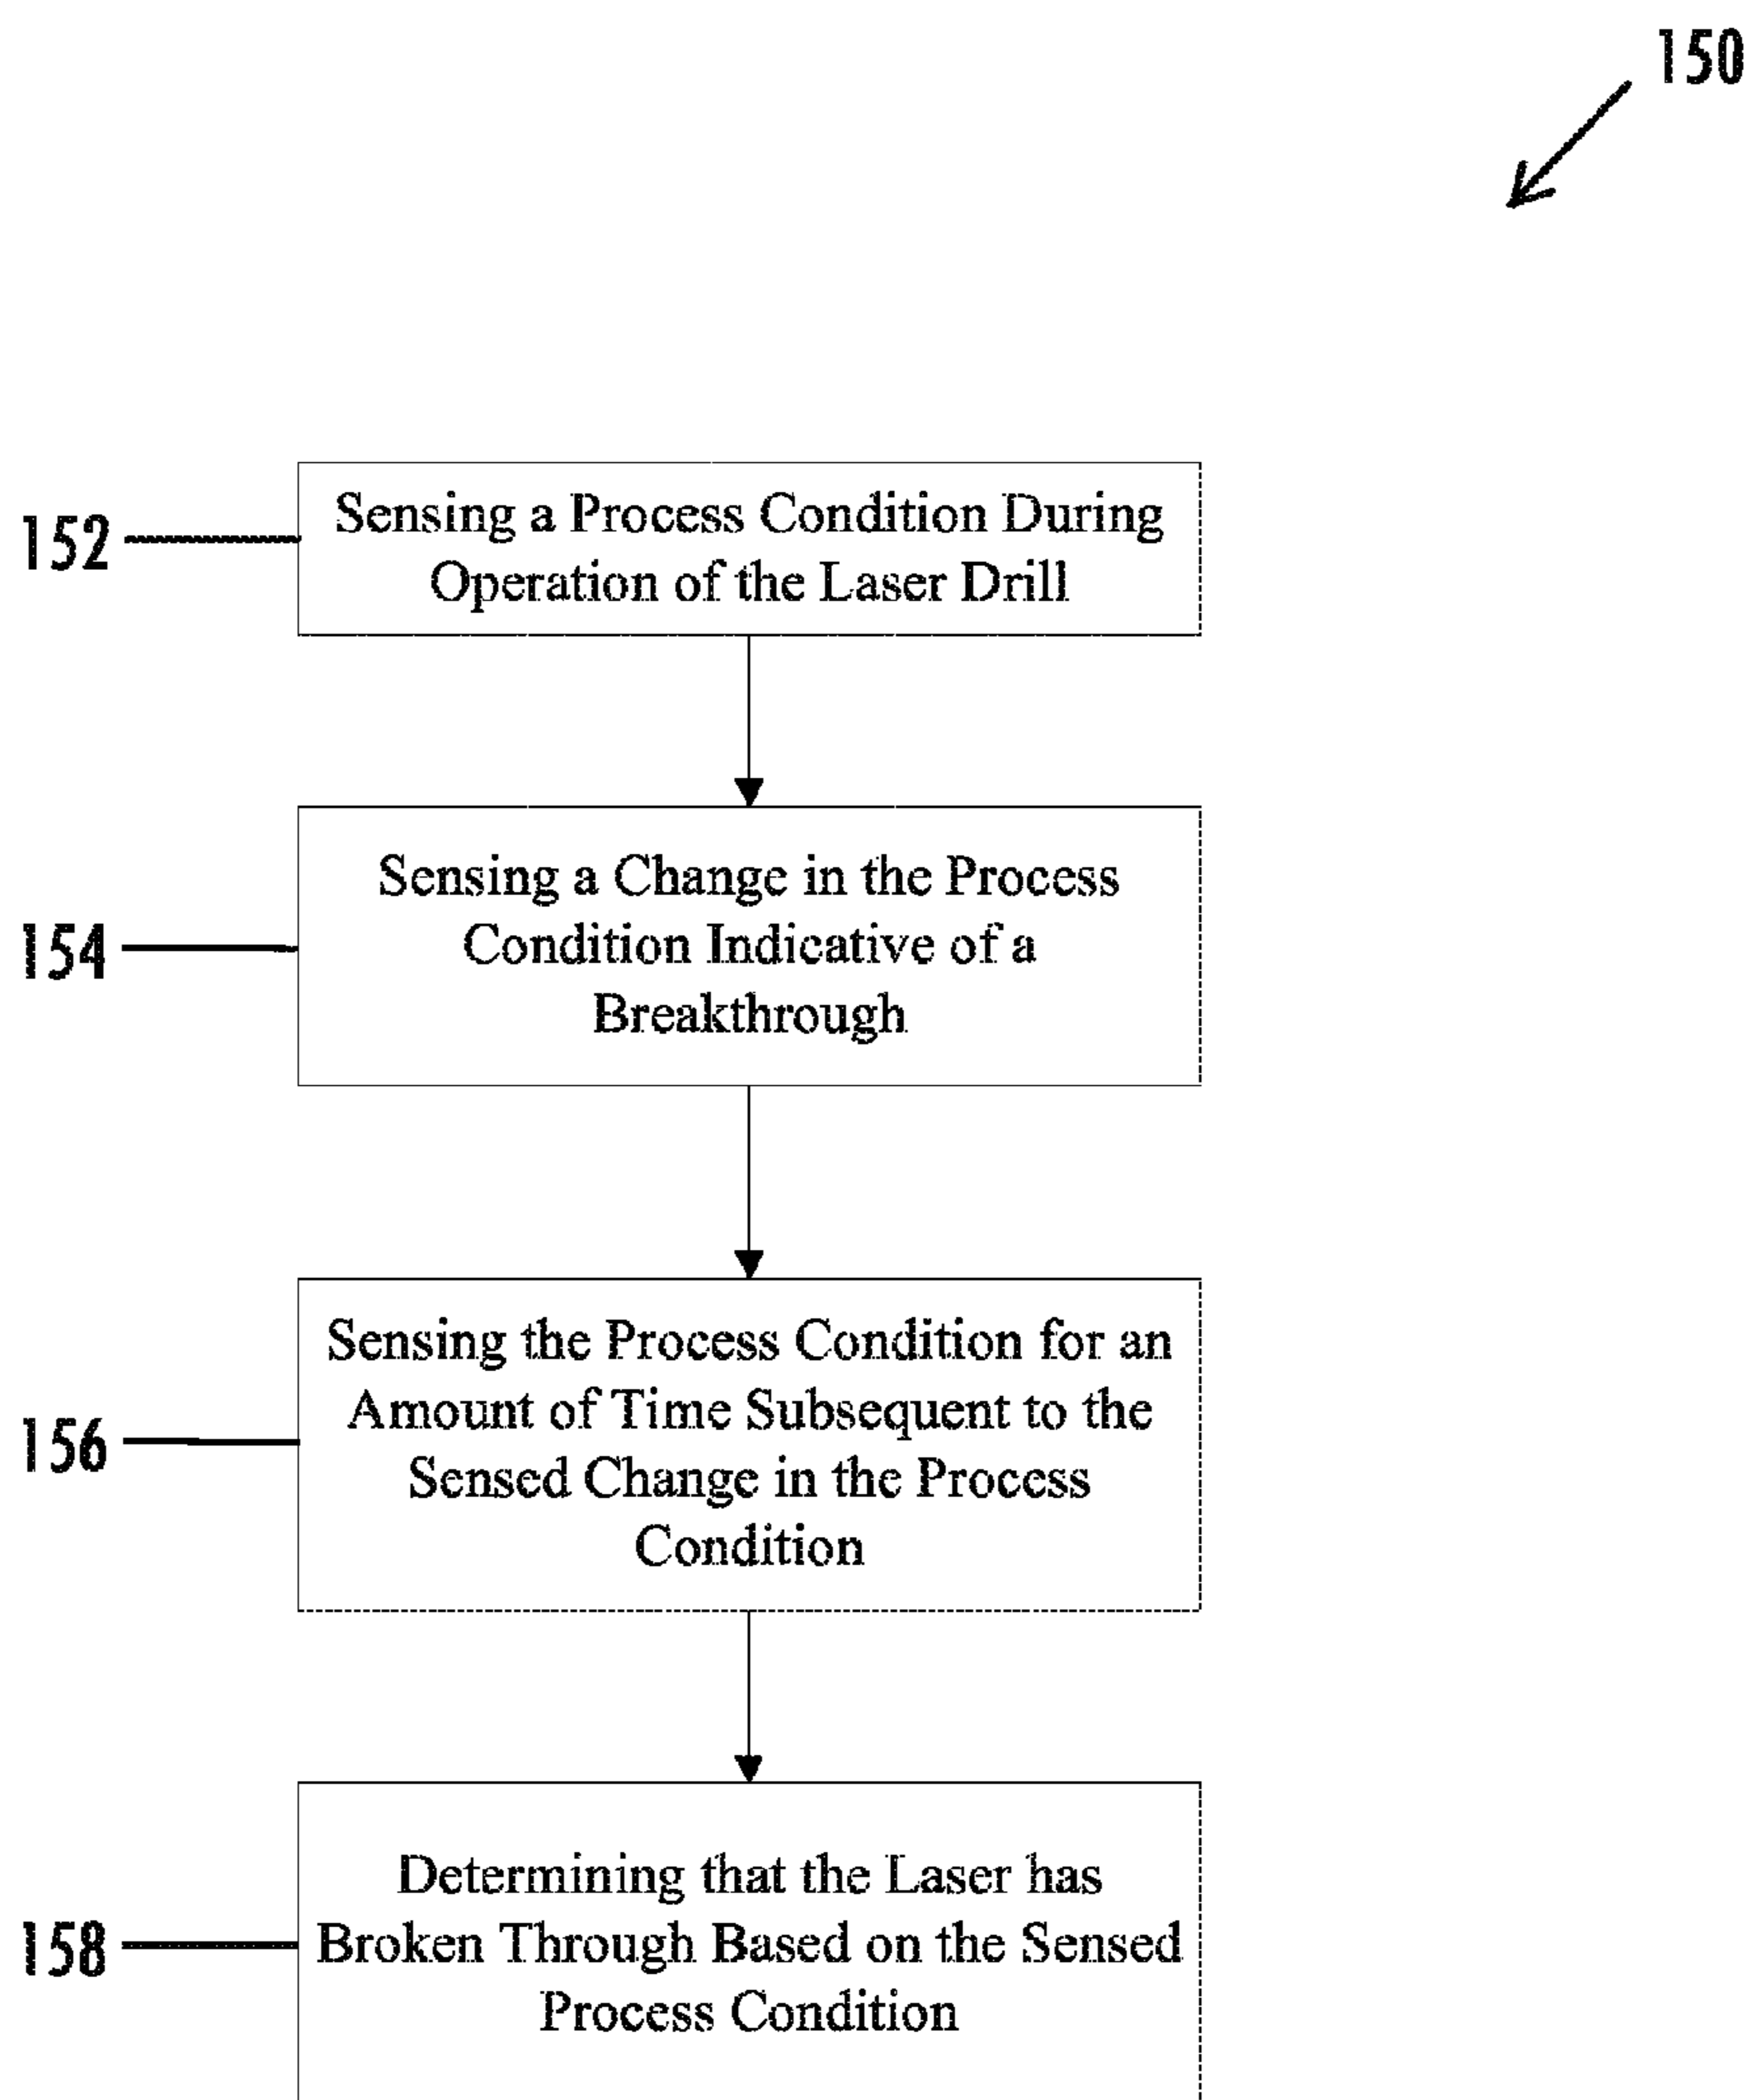 150
152
Sensing a Process Condition During
Operation of the Laser Drill
154
Sensing a Change in the Process
Condition Indicative of a
Breakthrough
156
Sensing the Process Condition for an
Amount of Time Subsequent to the
Sensed Change in the Process
Condition
158
Determining that the Laser has
Broken Through Based on the Sensed
Process Condition